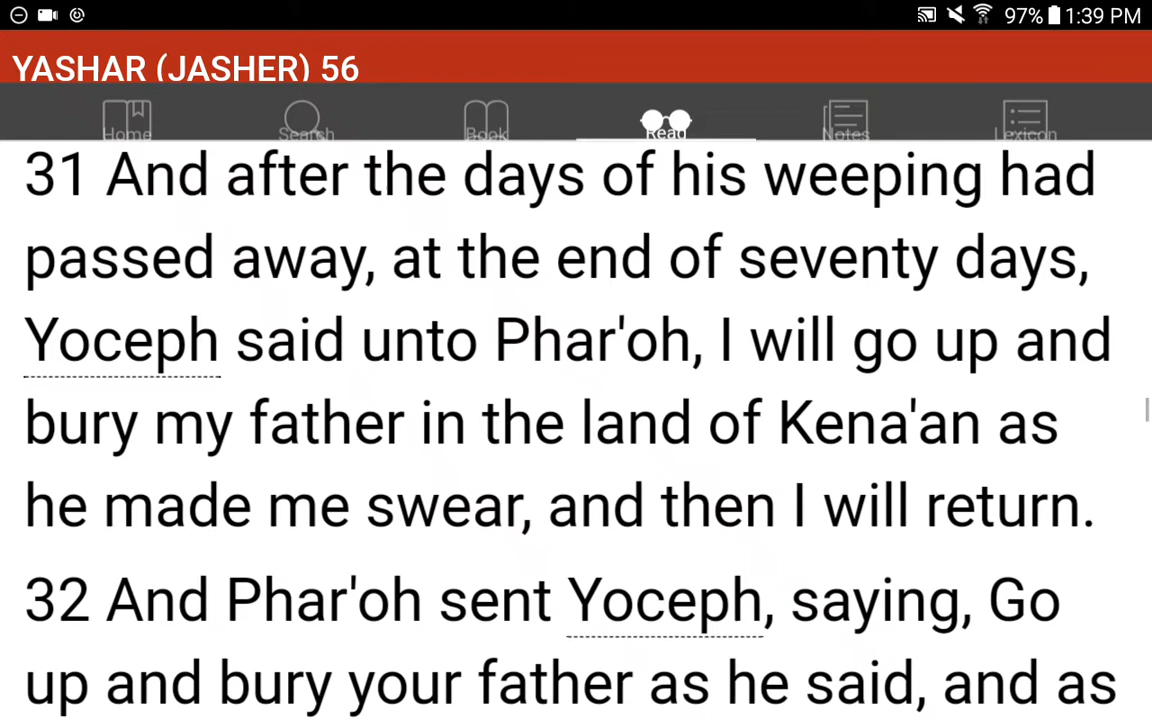 97% 1:39 PM
YASHAR (JASHER) 56
Home Search Book Read Notes Lexicon
31 And after the days of his weeping had
passed away, at the end of seventy days,
Yoceph said unto Phar'oh, I will go up and
bury my father in the land of Kena'an as
he made me swear, and then I will return.
32 And Phar'oh sent Yoceph, saying, Go
up and bury your father as he said, and as